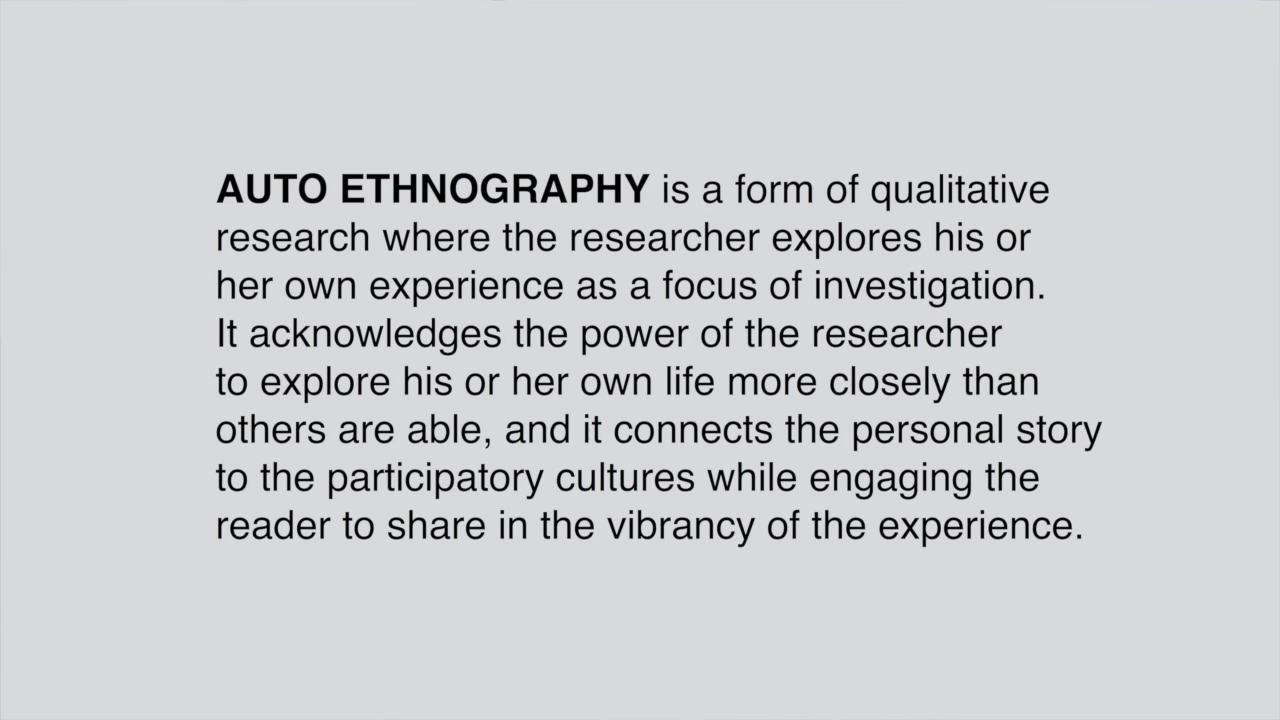 AUTO ETHNOGRAPHY is a form of qualitative
research where the researcher explores his or
her own experience as a focus of investigation.
It acknowledges the power of the researcher
to explore his or her own life more closely than
others are able, and it connects the personal story
to the participatory cultures while engaging the
reader to share in the vibrancy of the experience.